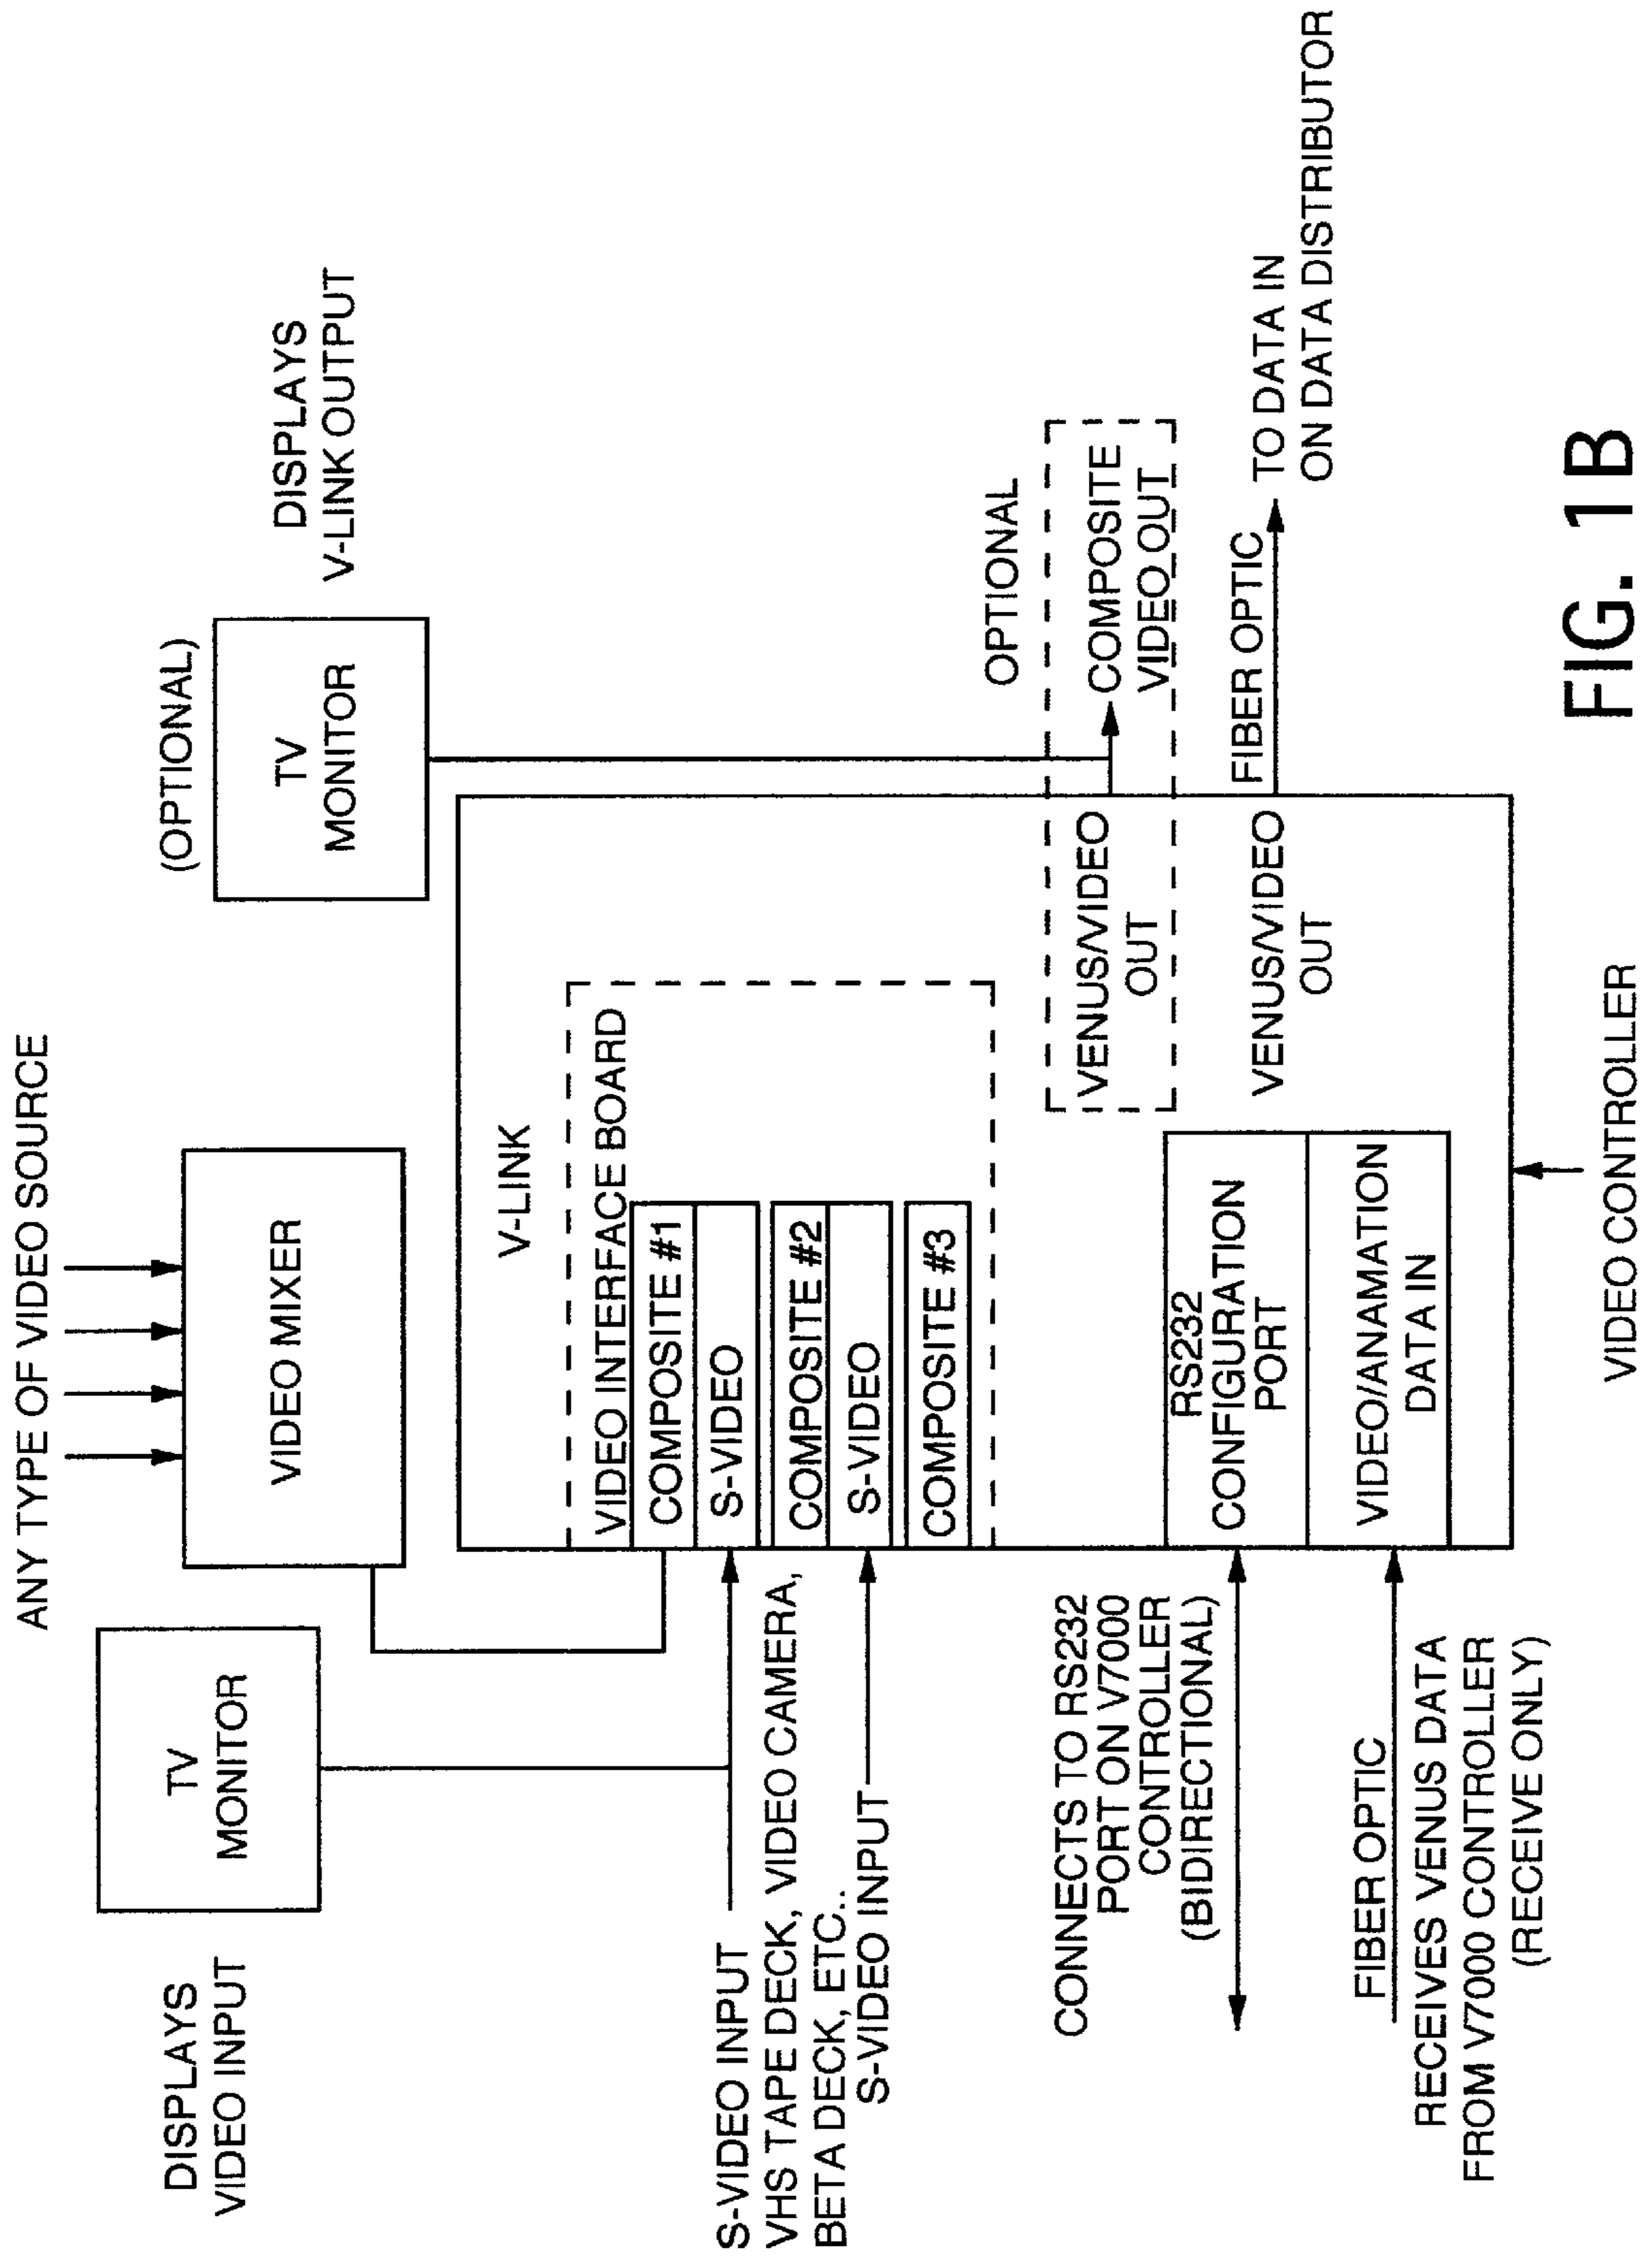 ANY TYPE OF VIDEO SOURCE
DISPLAYS
VIDEO INPUT
TV
MONITOR
VIDEO MIXER
(OPTIONAL)
TV
MONITOR
DISPLAYS
V-LINK OUTPUT
V-LINK
VIDEO INTERFACE BOARD
COMPOSITE #1
S-VIDEO
COMPOSITE #2
S-VIDEO
COMPOSITE #3
S-VIDEO INPUT
VHS TAPE DECK, VIDEO CAMERA,
BETA DECK, ETC..
S-VIDEO INPUT
OPTIONAL
VENUS/VIDEO
OUT
COMPOSITE
VIDEO OUT
CONNECTS TO RS232
PORT ON V7000
CONTROLLER
(BIDIRECTIONAL)
RS232
CONFIGURATION
PORT
VENUS/VIDEO
OUT
FIBER OPTIC
TO DATA IN
ON DATA DISTRIBUTOR
FIBER OPTIC
RECEIVES VENUS DATA
FROM V7000 CONTROLLER
(RECEIVE ONLY)
VIDEO/ANAMATION
DATA IN
VIDEO CONTROLLER
FIG. 1B